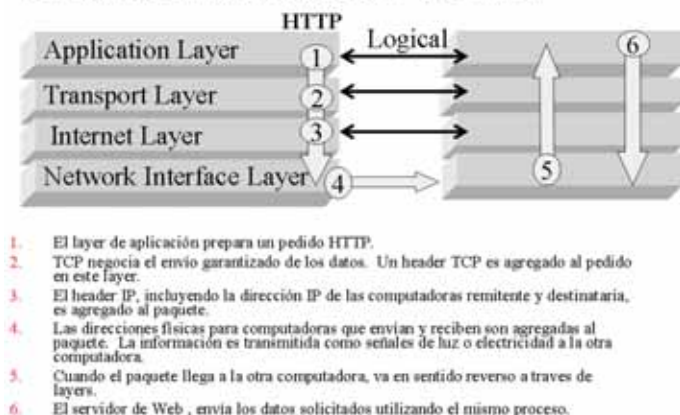 HTTP
Application Layer
Logical
1
6
Transport Layer
2
Internet Layer
3
Network Interface Layer
4
5
1. El layer de aplicación prepara un pedido HTTP.
2. TCP negocia el envio garantizado de los datos. Un header TCP es agregado al pedido
en este layer.
3. El header IP, incluyendo la dirección IP de las computadoras remitente y destinataria,
es agregado al paquete.
4. Las direcciones físicas para computadoras que envían y reciben son agregadas al
paquete. La información es transmitida como señales de luz o electricidad a la otra
computadora.
5. Cuando el paquete llega a la otra computadora, va en sentido reverso a traves de
layers.
6. El servidor de Web , envía los datos solicitados utilizando el mismo proceso.